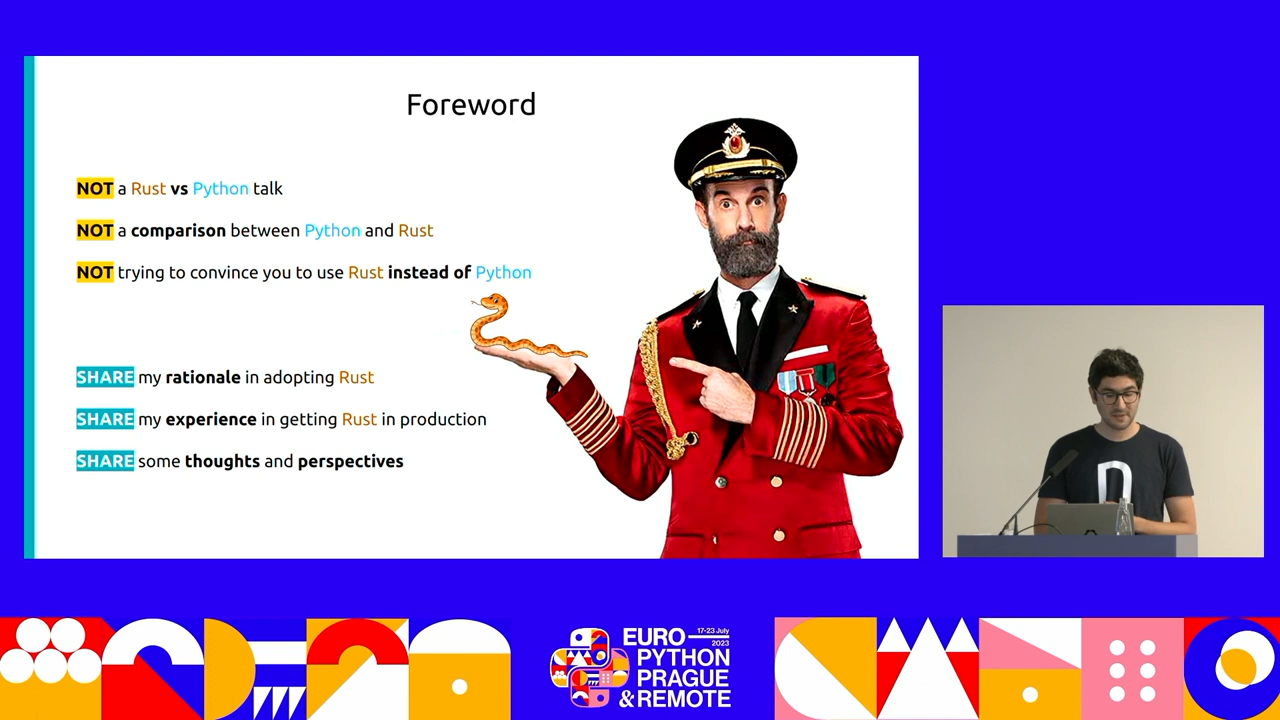 Foreword
NOT a Rust vs Python talk
NOT a comparison between Python and Rust
NOT trying to convince you to use Rust instead of Python
SHARE my rationale in adopting Rust
SHARE my experience in getting Rust in production
SHARE some thoughts and perspectives
EURO 17-23 July
2023
PYTHON
PRAGUE
& REMOTE